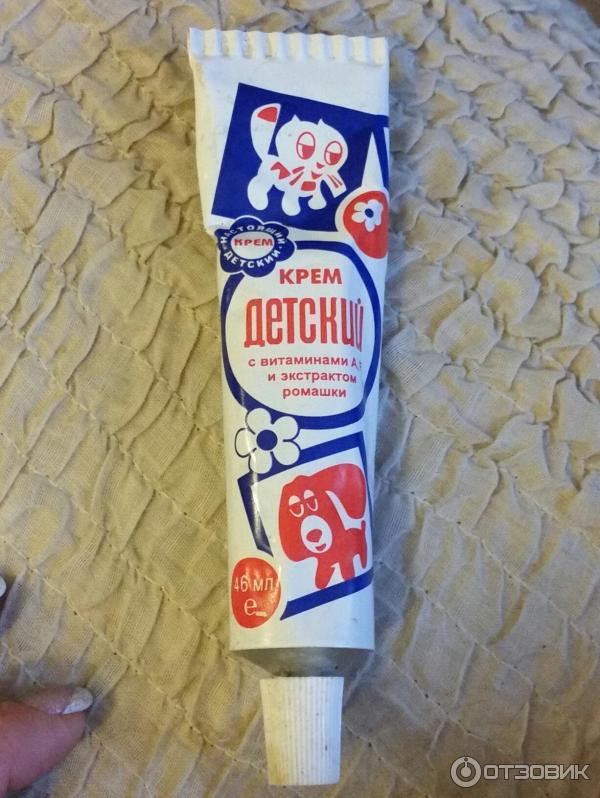 НАСТОЯЩИЙ
КРЕМ
ДЕТСКИЙ
КРЕМ
ДЕТСКИЙ
с витаминами А,
и экстрактом
ромашки
46 мл
е
ОТЗОВИК